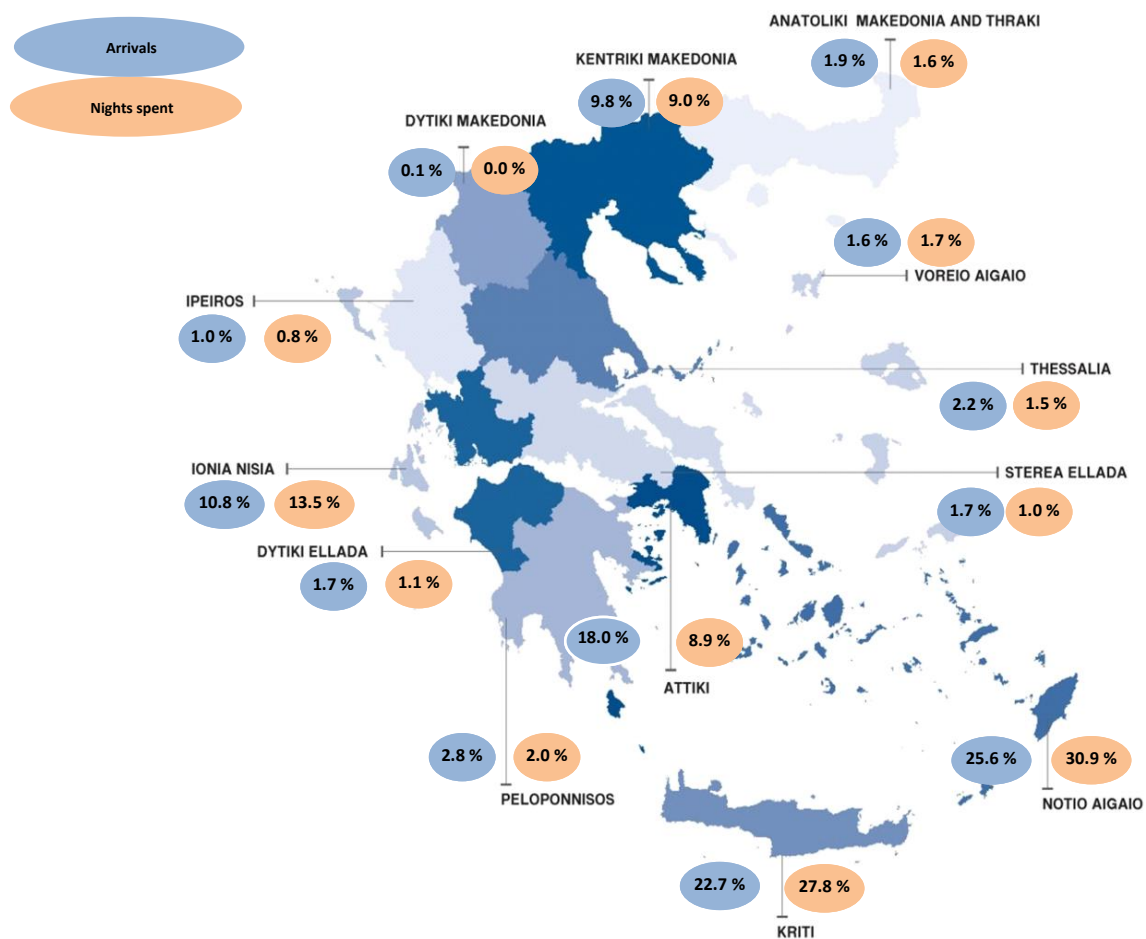 Arrivals
Nights spent
ANATOLIKI MAKEDONIA AND THRAKI
1.9 %
1.6 %
KENTRIKI MAKEDONIA
9.8 %
9.0 %
DYTIKI MAKEDONIA
0.1 %
0.0 %
1.6 %
1.7 %
VOREIO AIGAIO
IPEIROS
1.0 %
0.8 %
THESSALIA
2.2 %
1.5 %
IONIA NISIA
10.8 %
13.5 %
STEREA ELLADA
1.7 %
1.0 %
DYTIKI ELLADA
1.7 %
1.1 %
18.0 %
8.9 %
ATTIKI
2.8 %
2.0 %
PELOPONNISOS
25.6 %
30.9 %
NOTIO AIGAIO
22.7 %
27.8 %
KRITI